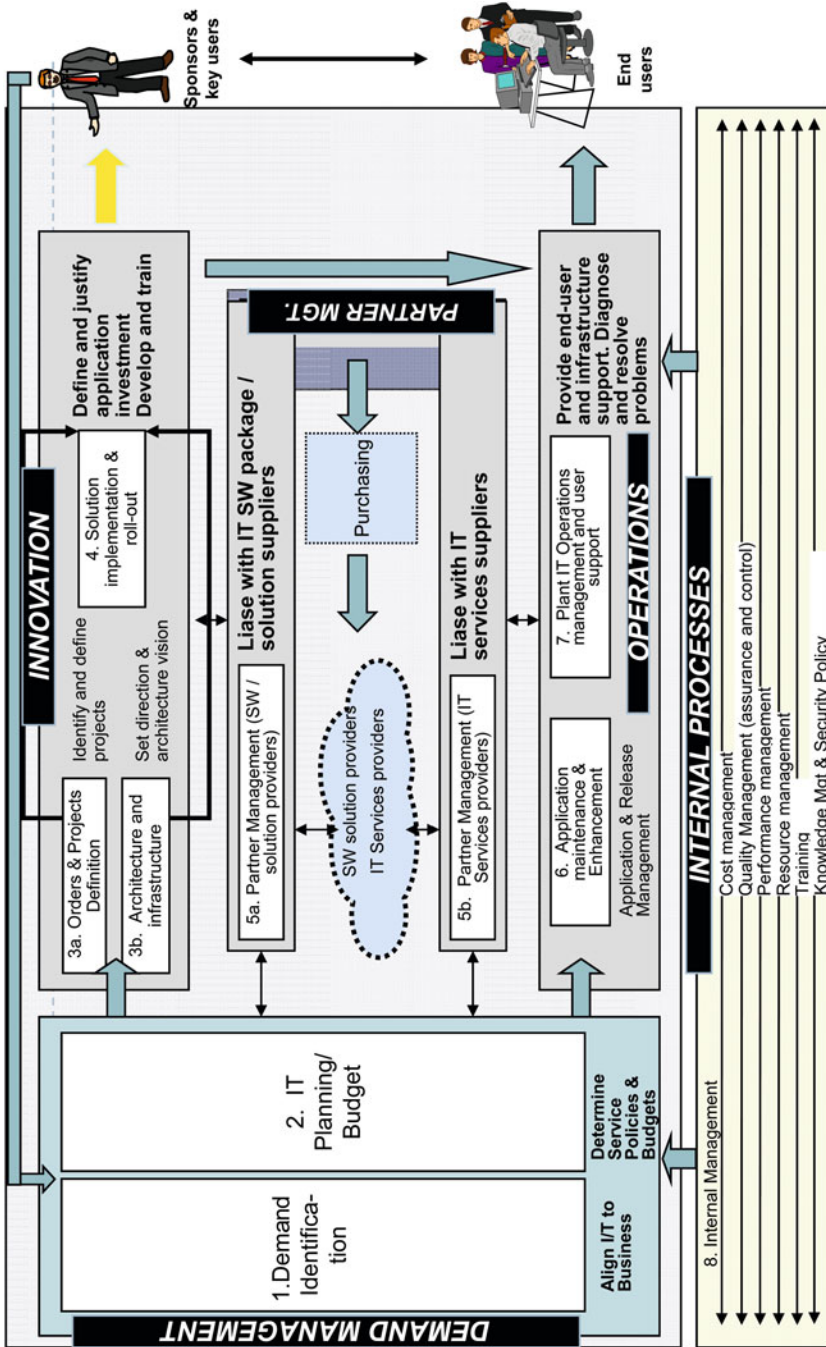 DEMAND MANAGEMENT
1.Demand
Identifica-
tion
Align I/T to
Business
2. IT
Planning/
Budget
Determine
Service
Policies &
Budgets
INNOVATION
3a. Orders & Projects
Definition
Identify and define
projects
3b. Architecture and
infrastructure
Set direction &
architecture vision
4. Solution
implementation &
roll-out
Define and justify
application
investment
Develop and train
Sponsors &
key users
5a. Partner Management (SW /
solution providers)
Liase with IT SW package /
solution suppliers
PARTNER MGT.
SW solution providers
IT Services providers
Purchasing
5b. Partner Management (IT
Services providers)
Liase with IT
services suppliers
End
users
6. Application
maintenance &
Enhancement
Application & Release
Management
7. Plant IT Operations
management and user
support
Provide end-user
and infrastructure
support. Diagnose
and resolve
problems
OPERATIONS
INTERNAL PROCESSES
8. Internal Management
Cost management
Quality Management (assurance and control)
Performance management
Resource management
Training
Knowledge Mgt & Security Policy